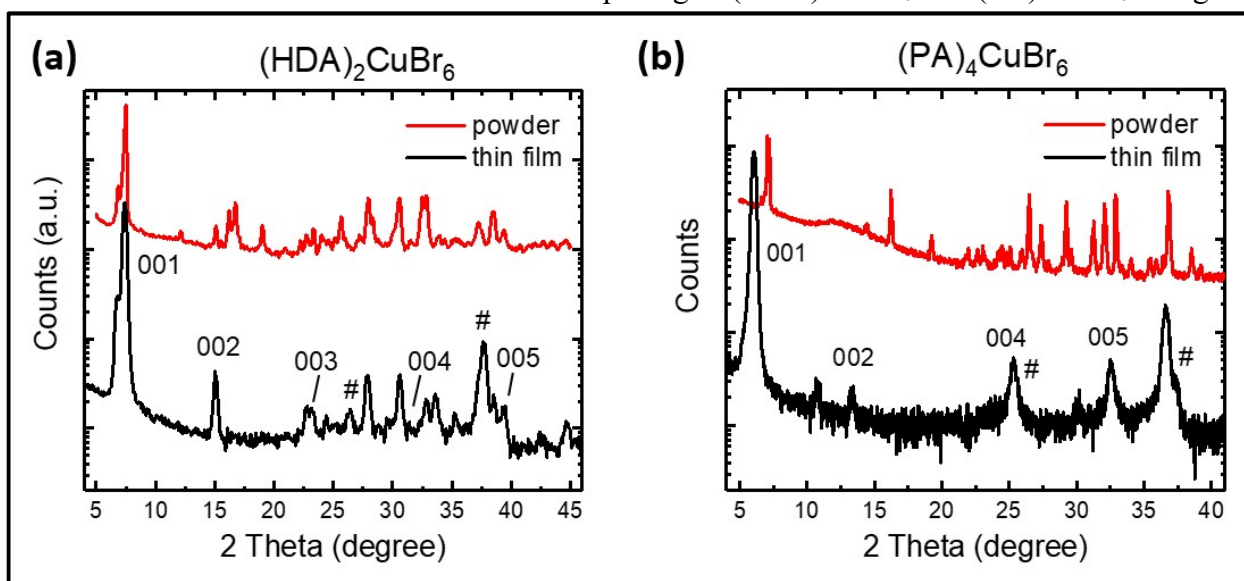 (a)
(HDA)₂CuBr₆
powder
thin film
Counts (a.u.)
001
002
003
#
004
#
005
5 10 15 20 25 30 35 40 45
2 Theta (degree)
(b)
(PA)₄CuBr₆
powder
thin film
Counts
001
002
004
#
005
#
5 10 15 20 25 30 35 40
2 Theta (degree)